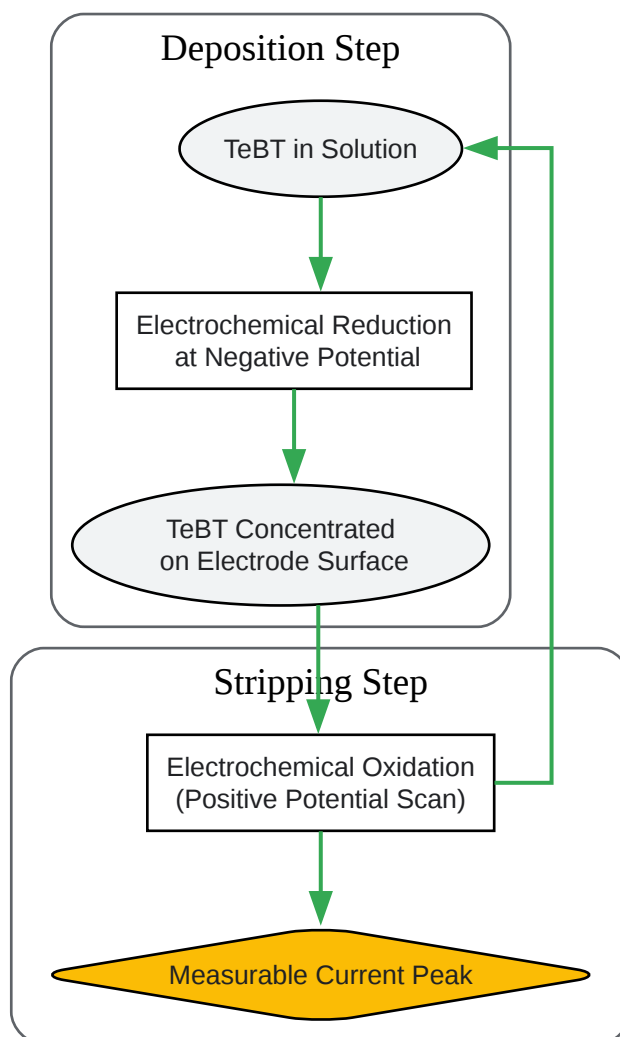 Deposition Step
TeBT in Solution
Electrochemical Reduction
at Negative Potential
TeBT Concentrated
on Electrode Surface
Stripping Step
Electrochemical Oxidation
(Positive Potential Scan)
Measurable Current Peak